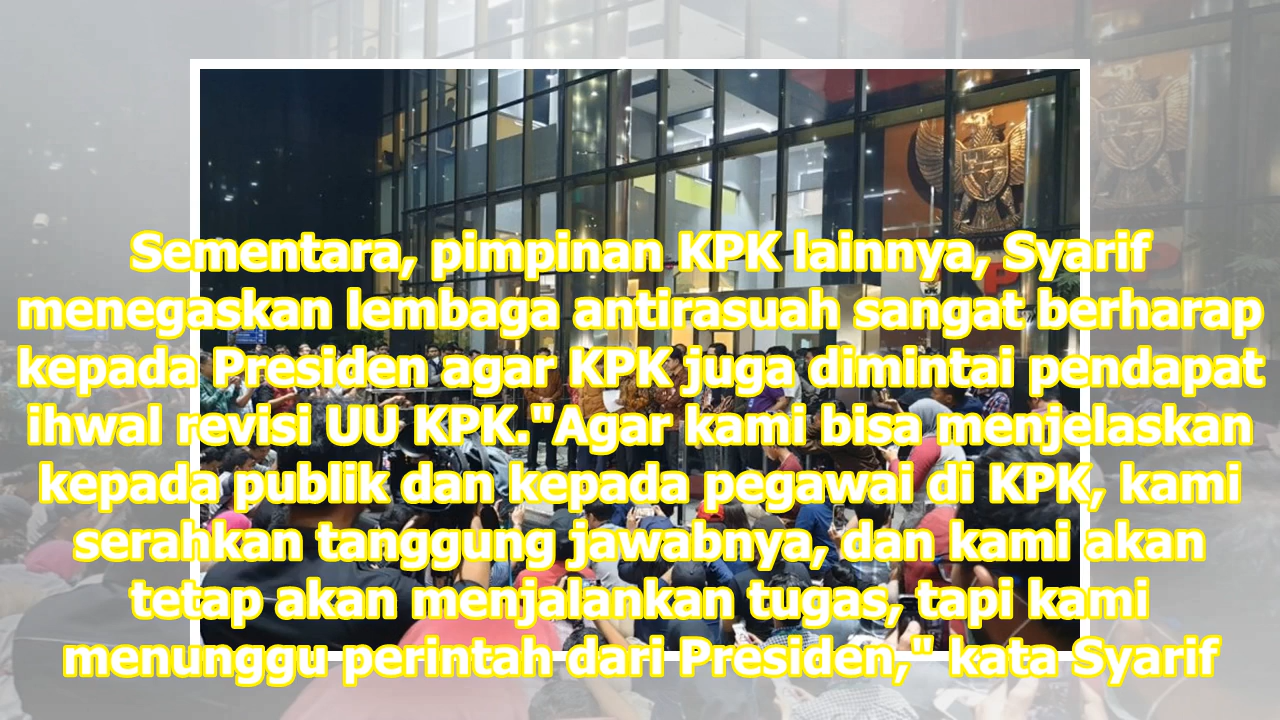 Sementara, pimpinan KPK lainnya, Syarif
menegaskan lembaga antirasuah sangat berharap
kepada Presiden agar KPK juga dimintai pendapat
ihwal revisi UU KPK."Agar kami bisa menjelaskan
kepada publik dan kepada pegawai di KPK, kami
serahkan tanggung jawabnya, dan kami akan
tetap akan menjalankan tugas, tapi kami
menunggu perintah dari Presiden," kata Syarif